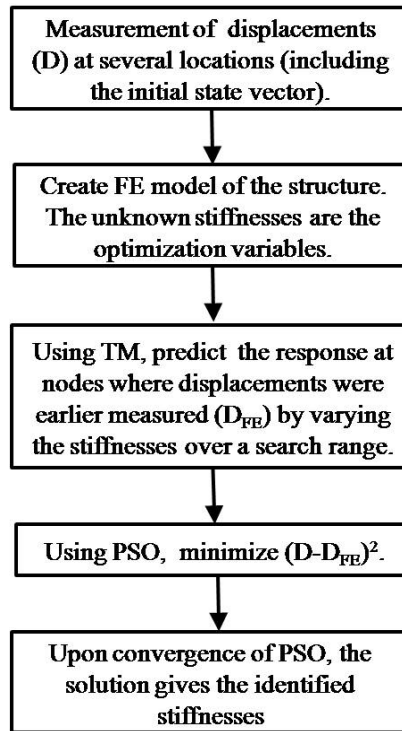 Measurement of displacements
(D) at several locations (including
the initial state vector).
Create FE model of the structure.
The unknown stiffnesses are the
optimization variables.
Using TM, predict the response at
nodes where displacements were
earlier measured (D_FE) by varying
the stiffnesses over a search range.
Using PSO, minimize (D-D_FE)².
Upon convergence of PSO, the
solution gives the identified
stiffnesses